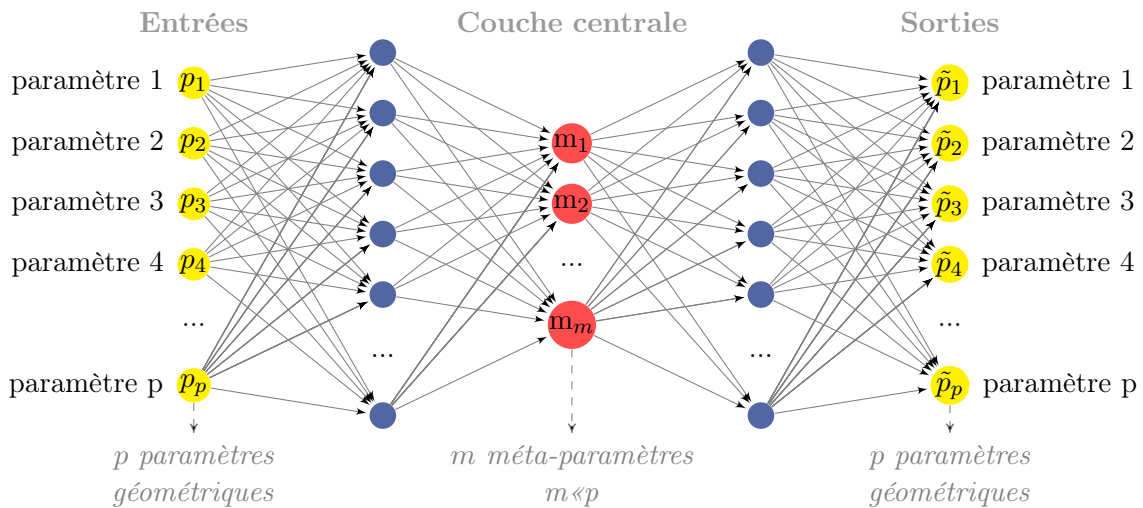 Entrées Couche centrale Sorties
paramètre 1 p₁ p̃₁ paramètre 1
paramètre 2 p₂ m₁ p̃₂ paramètre 2
paramètre 3 p₃ m₂ p̃₃ paramètre 3
paramètre 4 p₄ ... p̃₄ paramètre 4
... mₘ ...
... ...
paramètre p pₚ p̃ₚ paramètre p
p paramètres m méta-paramètres p paramètres
géométriques m«p géométriques